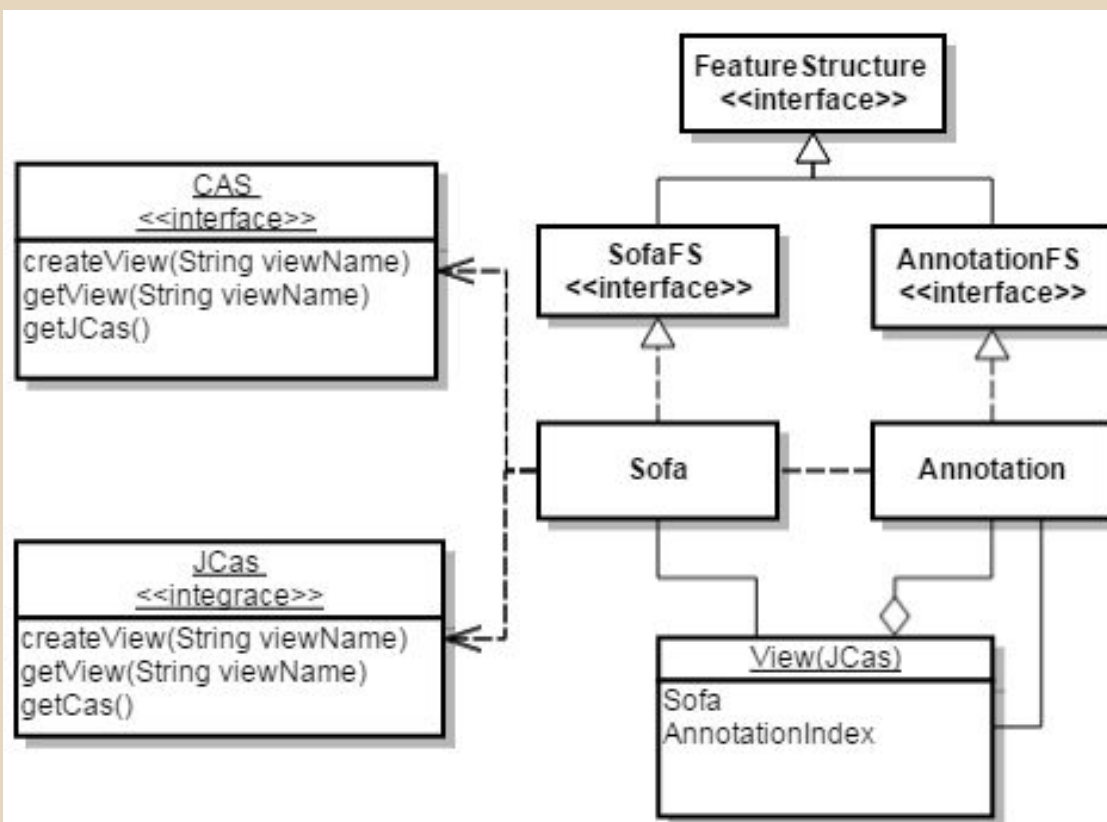 FeatureStructure
<<interface>>
CAS
<<interface>>
createView(String viewName)
getView(String viewName)
getJCas()
SofaFS
<<interface>>
AnnotationFS
<<interface>>
Sofa
Annotation
JCas
<<integrace>>
createView(String viewName)
getView(String viewName)
getCas()
View(JCas)
Sofa
AnnotationIndex